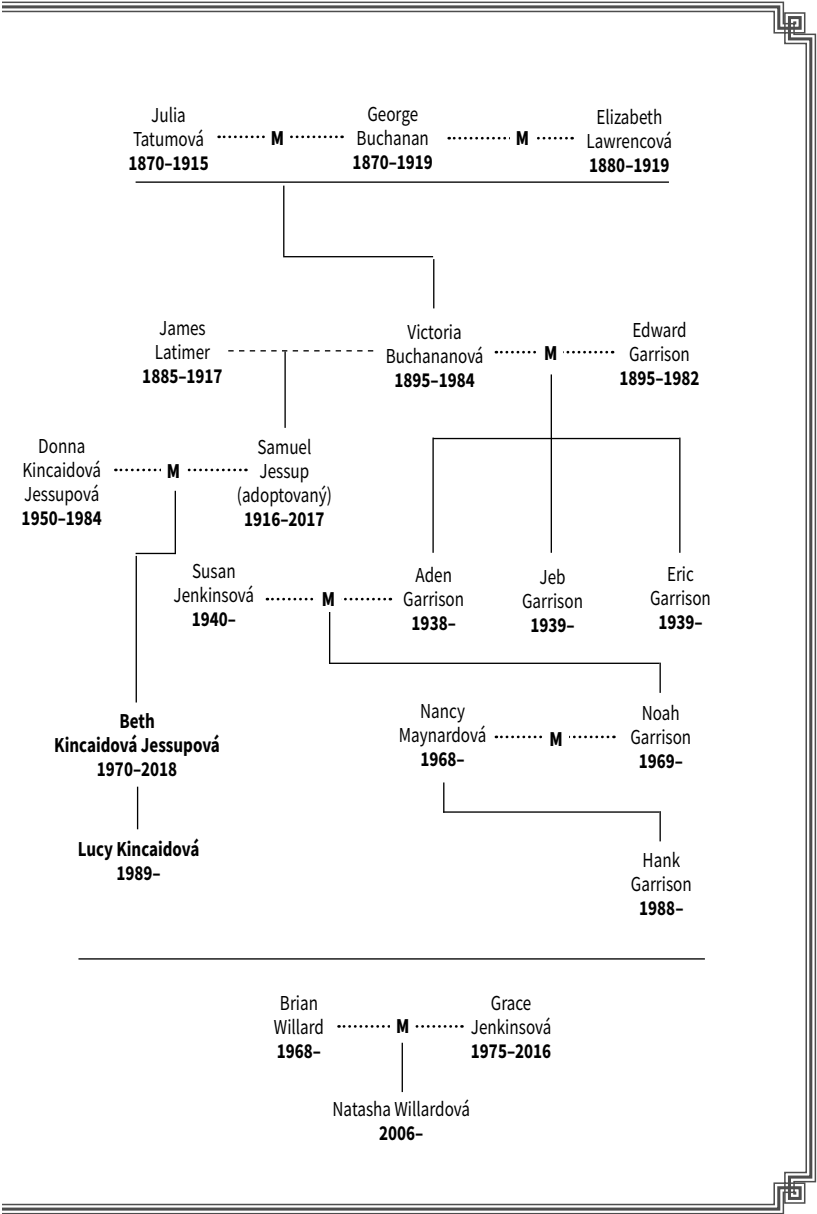 Julia
Tatumová
1870–1915
M
George
Buchanan
1870–1919
M
Elizabeth
Lawrencová
1880–1919
James
Latimer
1885–1917
Victoria
Buchananová
1895–1984
M
Edward
Garrison
1895–1982
Donna
Kincaidová
Jessupová
1950–1984
M
Samuel
Jessup
(adoptovaný)
1916–2017
Susan
Jenkinsová
1940–
M
Aden
Garrison
1938–
Jeb
Garrison
1939–
Eric
Garrison
1939–
Beth
Kincaidová Jessupová
1970–2018
Nancy
Maynardová
1968–
M
Noah
Garrison
1969–
Lucy Kincaidová
1989–
Hank
Garrison
1988–
Brian
Willard
1968–
M
Grace
Jenkinsová
1975–2016
Natasha Willardová
2006–